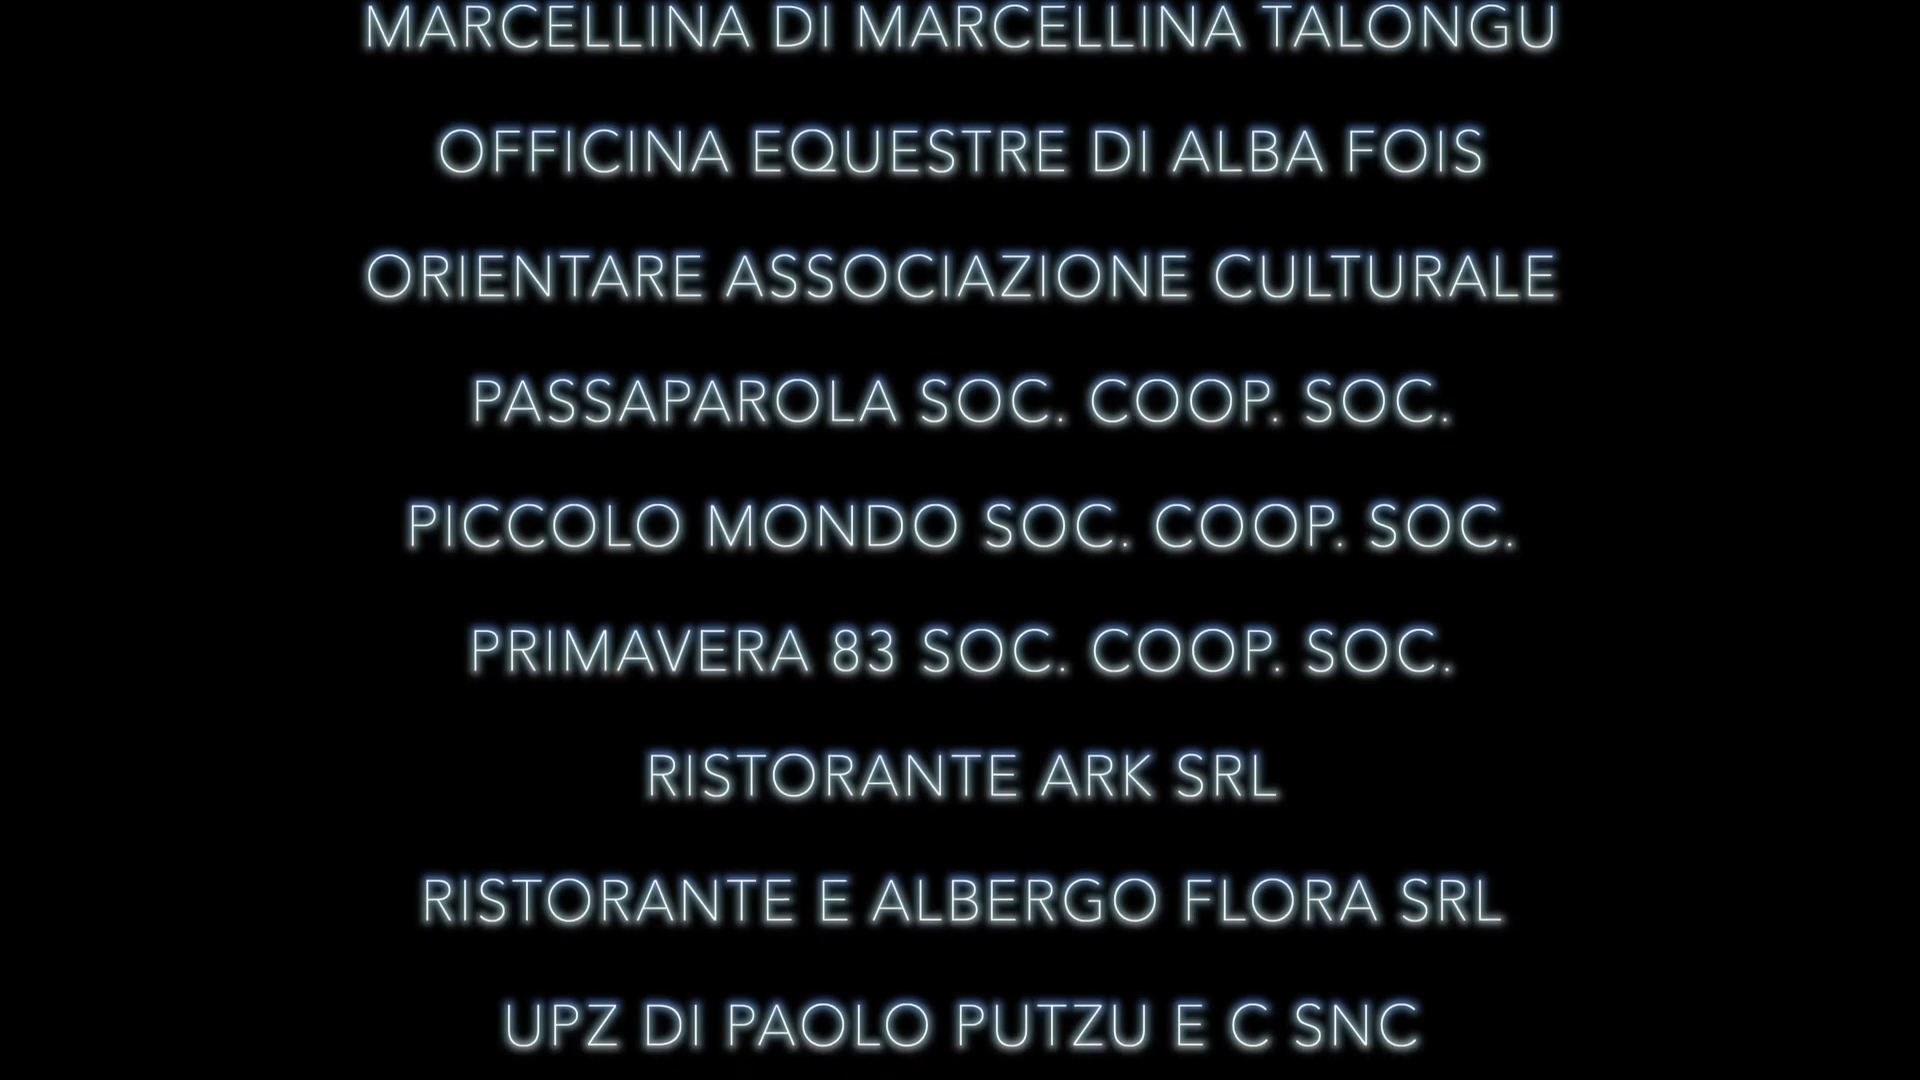 MARCELLINA DI MARCELLINA TALONGU
OFFICINA EQUESTRE DI ALBA FOIS
ORIENTARE ASSOCIAZIONE CULTURALE
PASSAPAROLA SOC. COOP. SOC.
PICCOLO MONDO SOC. COOP. SOC.
PRIMAVERA 83 SOC. COOP. SOC.
RISTORANTE ARK SRL
RISTORANTE E ALBERGO FLORA SRL
UPZ DI PAOLO PUTZU E C SNC